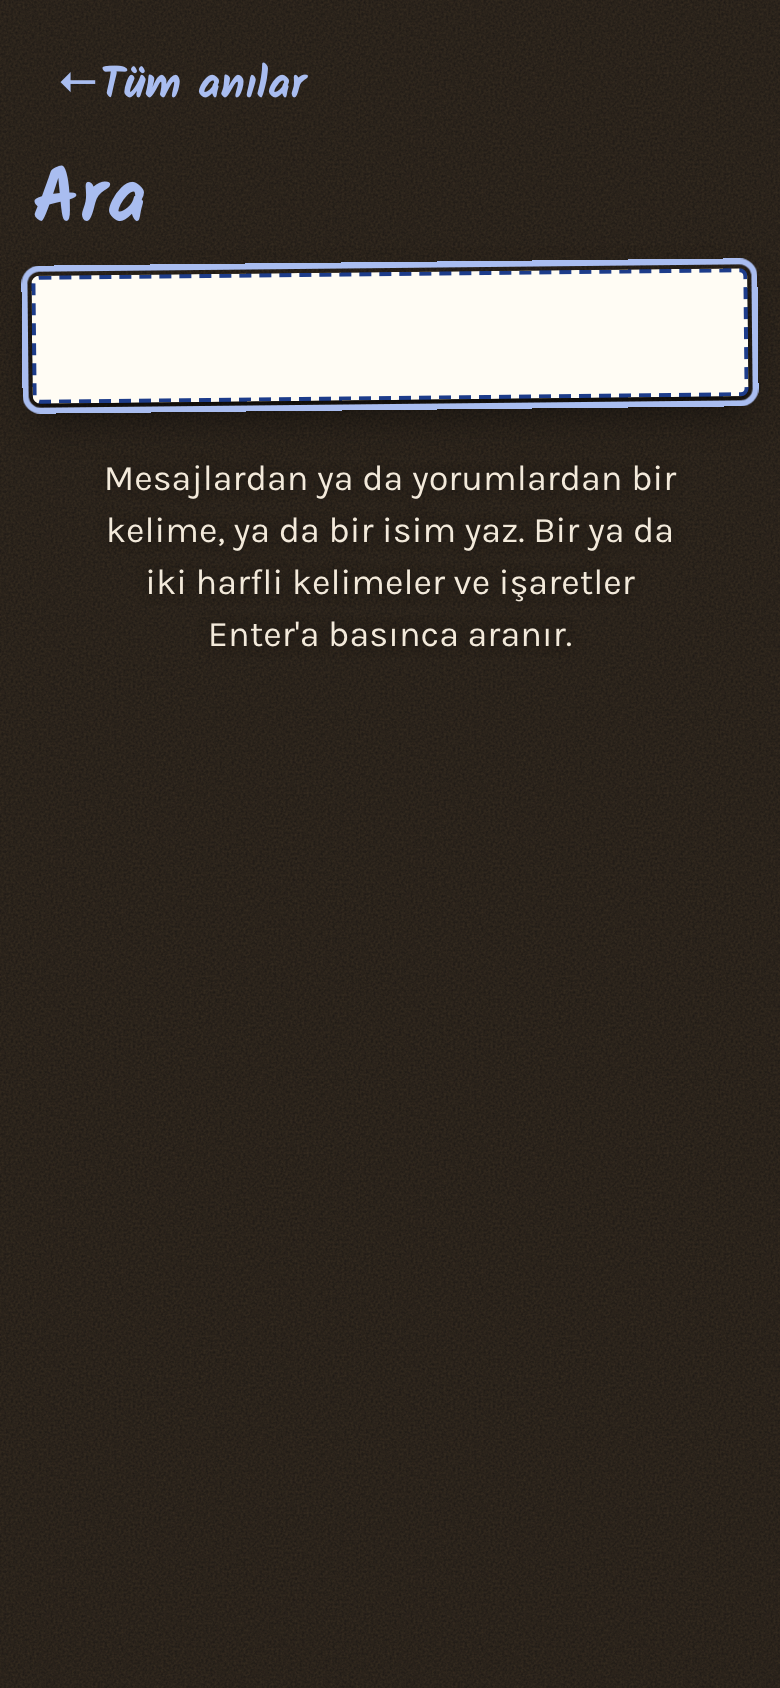 ←Tüm anılar
Ara
Mesajlardan ya da yorumlardan bir
kelime, ya da bir isim yaz. Bir ya da
iki harfli kelimeler ve işaretler
Enter'a basınca aranır.